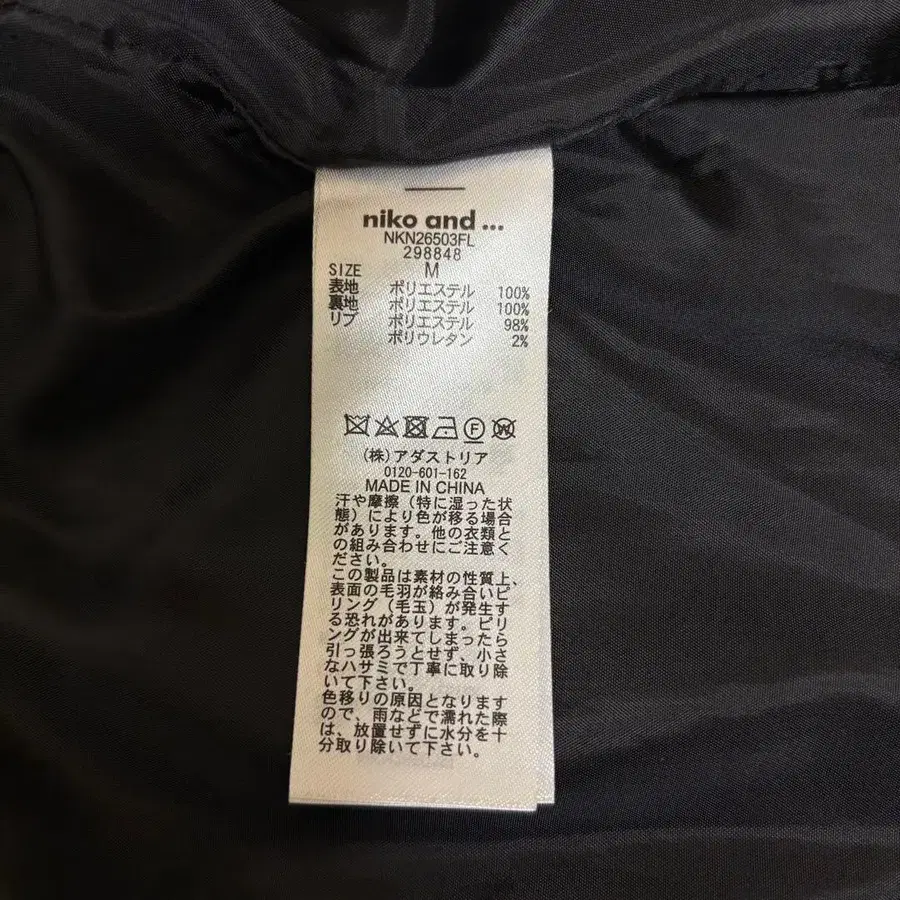 niko and ...
NKN26503FL
298848
SIZE M
表地 ポリエステル 100%
裏地 ポリエステル 100%
リブ ポリエステル 98%
ポリウレタン 2%
F W
(株)アダストリア
0120-601-162
MADE IN CHINA
汗や摩擦(特に湿った状
態)により色が移る場合
があります。他の衣類と
の組み合わせにご注意く
ださい。
この製品は素材の性質上、
表面の毛羽が絡み合いピ
リング(毛玉)が発生す
る恐れがあります。ピリ
ングが出来てしまったら
引っ張ろうとせず、小さ
なハサミで丁寧に取り除
いて下さい。
色移りの原因となります
ので、雨などで濡れた際
は、放置せずに水分を十
分取り除いて下さい。